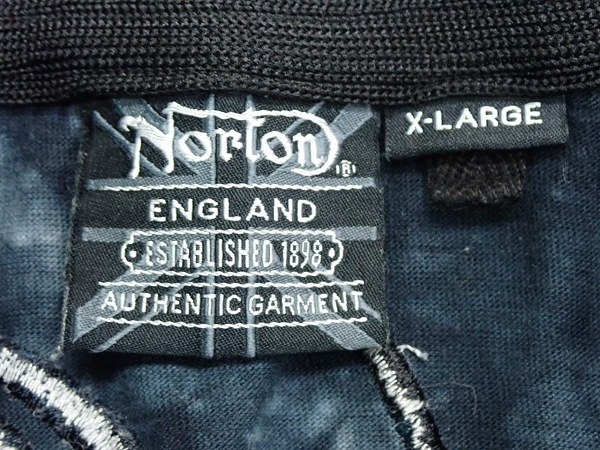 Norton ®
X-LARGE
ENGLAND
ESTABLISHED 1898
AUTHENTIC GARMENT